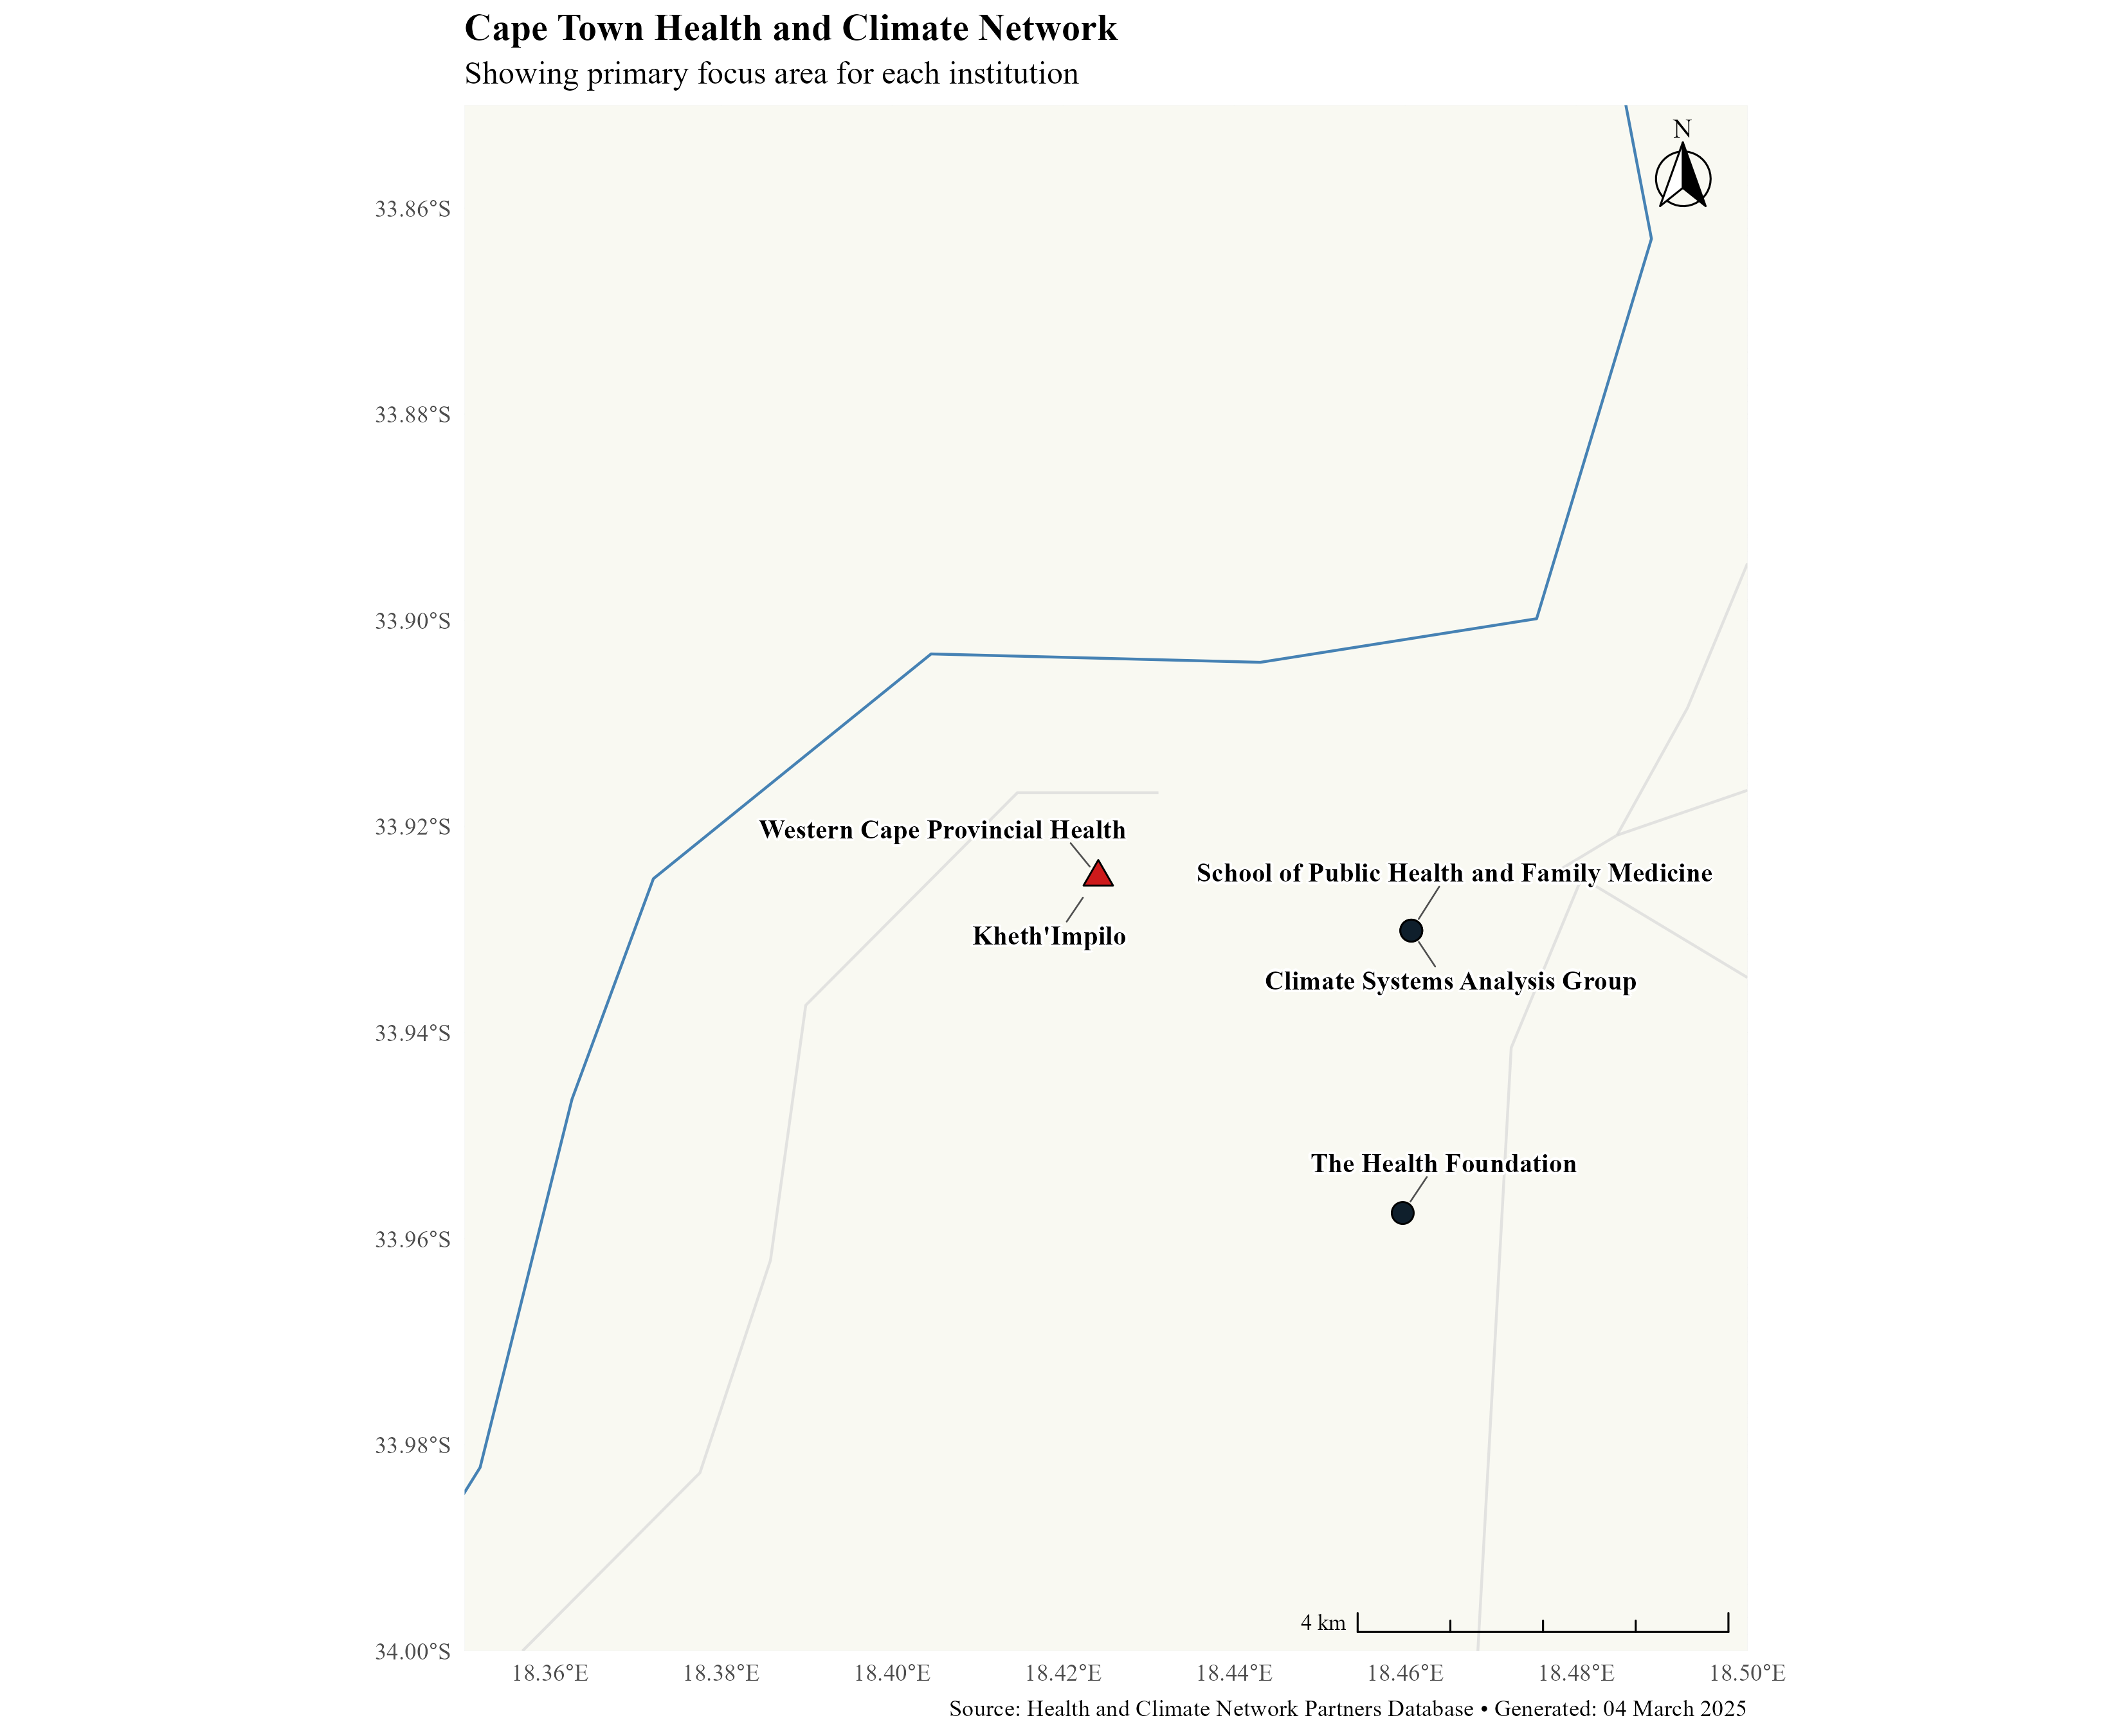 Cape Town Health and Climate Network
Showing primary focus area for each institution
N
33.86°S
33.88°S
33.90°S
33.92°S
Western Cape Provincial Health
School of Public Health and Family Medicine
Kheth'Impilo
Climate Systems Analysis Group
33.94°S
The Health Foundation
33.96°S
33.98°S
4 km
34.00°S
18.36°E 18.38°E 18.40°E 18.42°E 18.44°E 18.46°E 18.48°E 18.50°E
Source: Health and Climate Network Partners Database • Generated: 04 March 2025